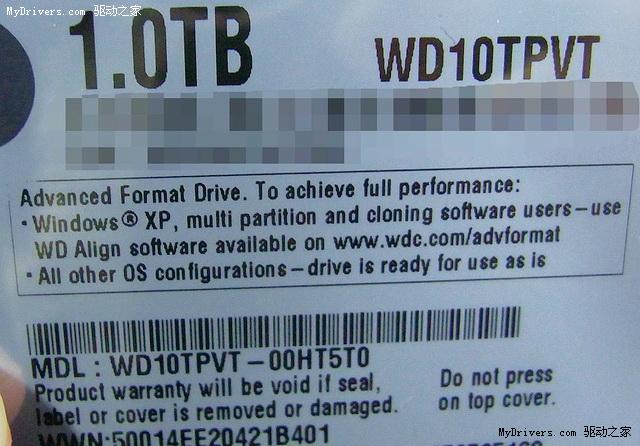 MyDrivers.com 驱动之家
1.0TB
WD10TPVT
Advanced Format Drive. To achieve full performance:
·Windows® XP, multi partition and cloning software users–use
WD Align software available on www.wdc.com/advformat
·All other OS configurations–drive is ready for use as is
MDL : WD10TPVT-00HT5T0
Product warranty will be void if seal,
label or cover is removed or damaged.
Do not press
on top cover.
WWN:50014EE20421B401
MyDrivers.com 驱动之家